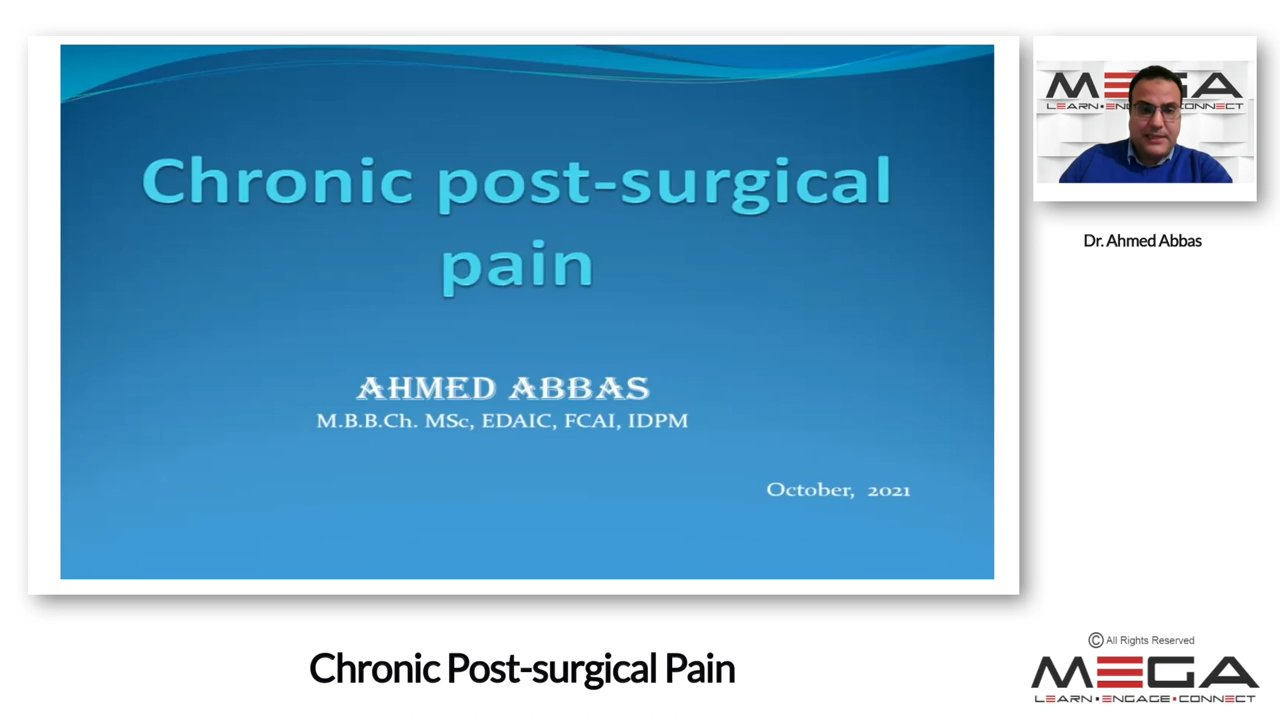 Chronic post-surgical
pain
AHMED ABBAS
M.B.B.Ch. MSc, EDAIC, FCAI, IDPM
October, 2021
MEGA
LEARN▪ENGAGE▪CONNECT
Dr. Ahmed Abbas
Chronic Post-surgical Pain
© All Rights Reserved
MEGA
LEARN▪ENGAGE▪CONNECT